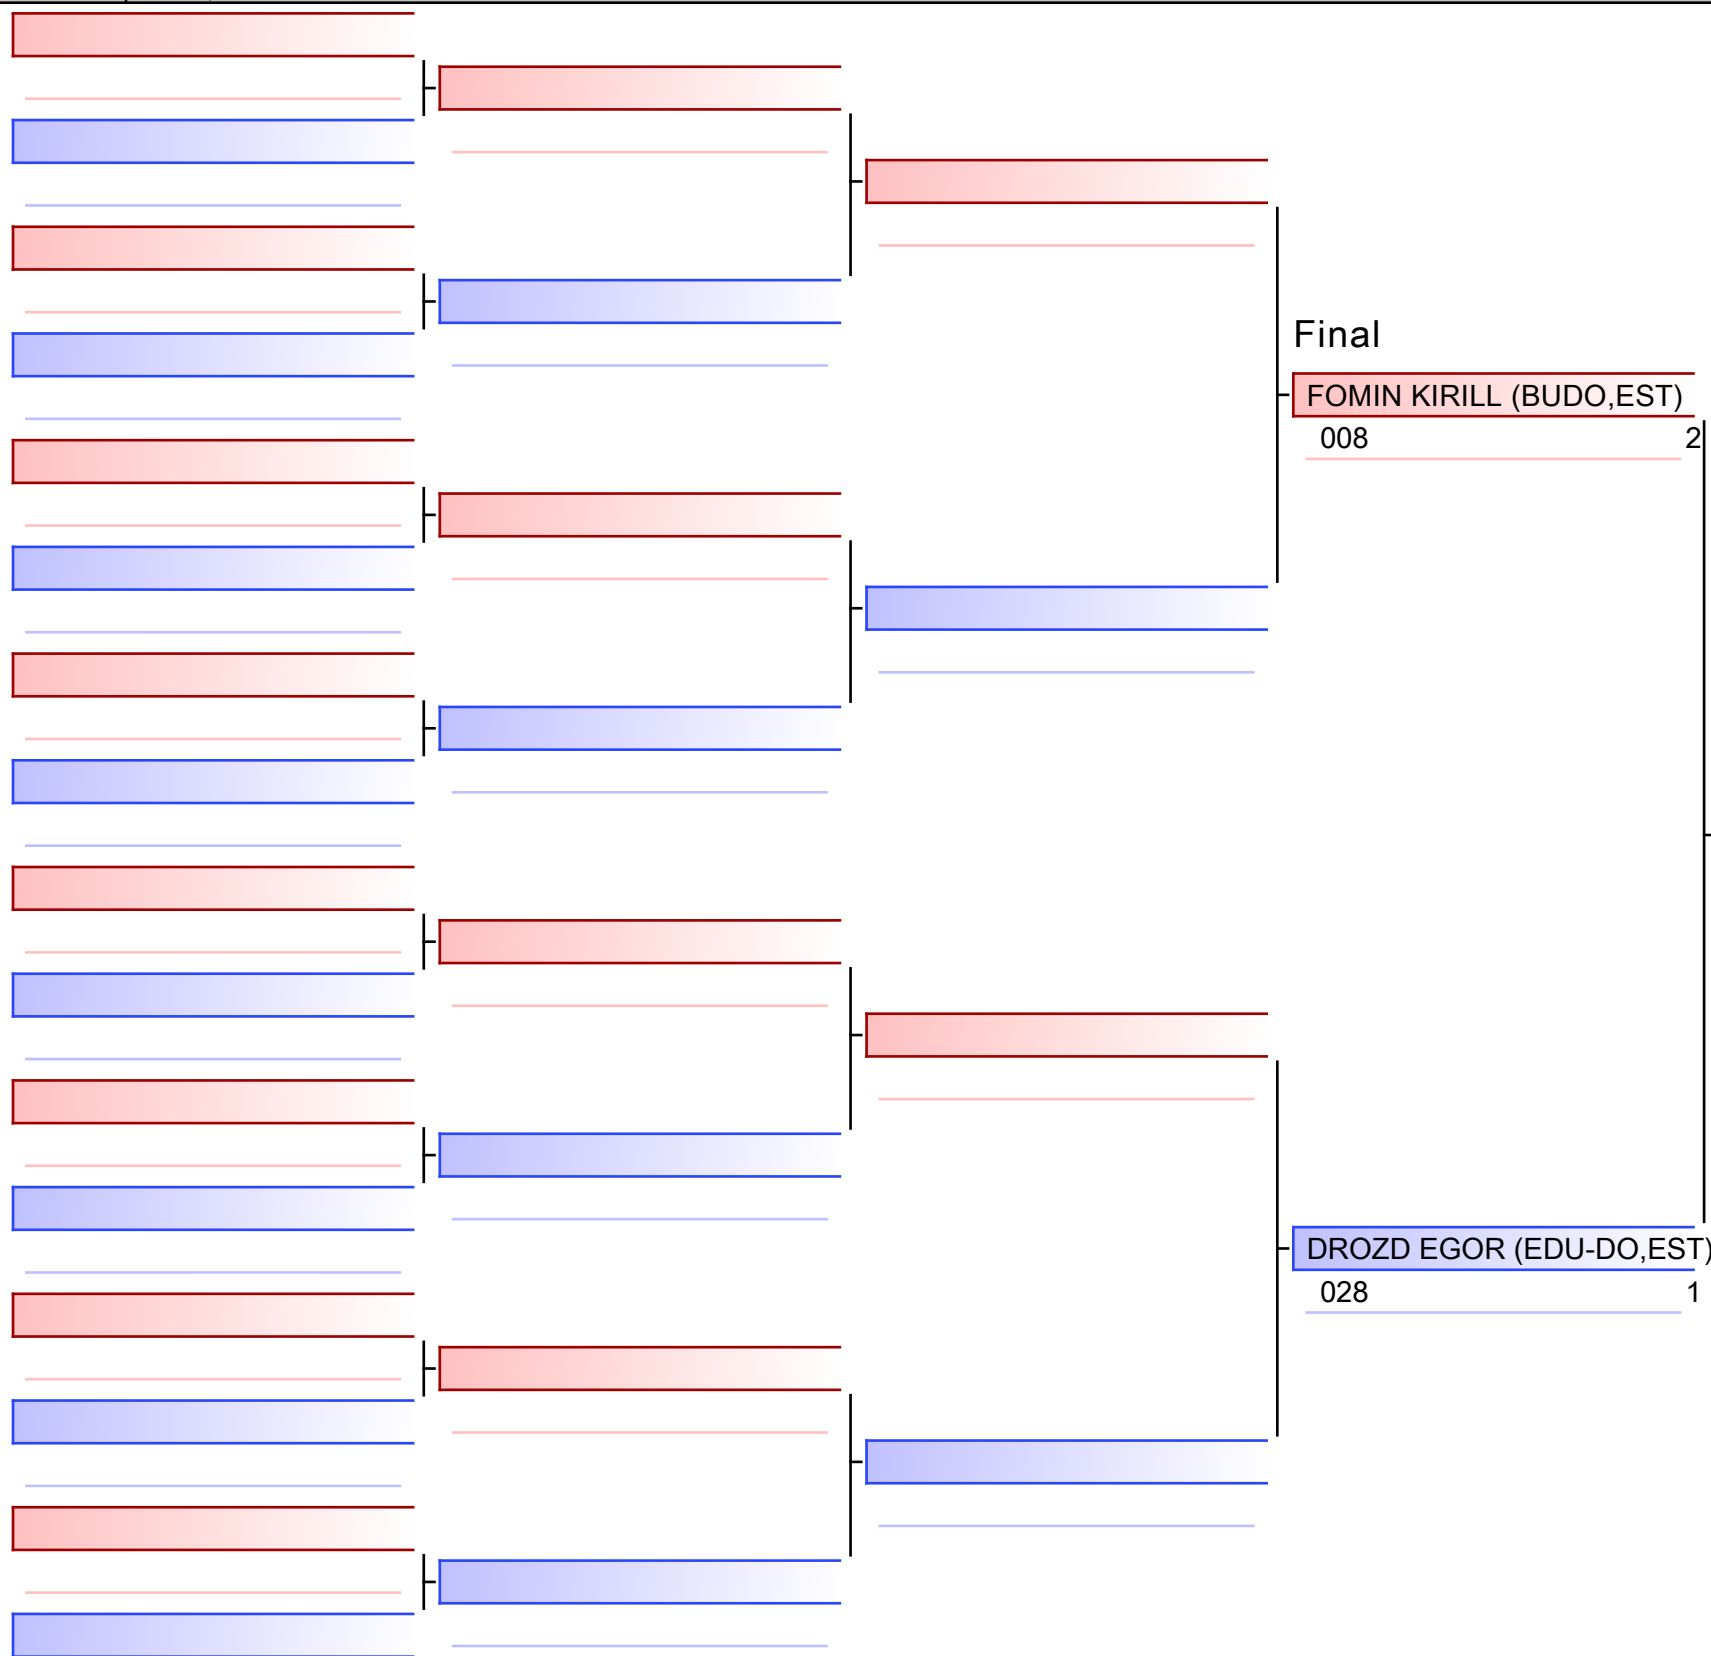 Final
FOMIN KIRILL (BUDO,EST)
008 2
DROZD EGOR (EDU-DO,EST)
028 1